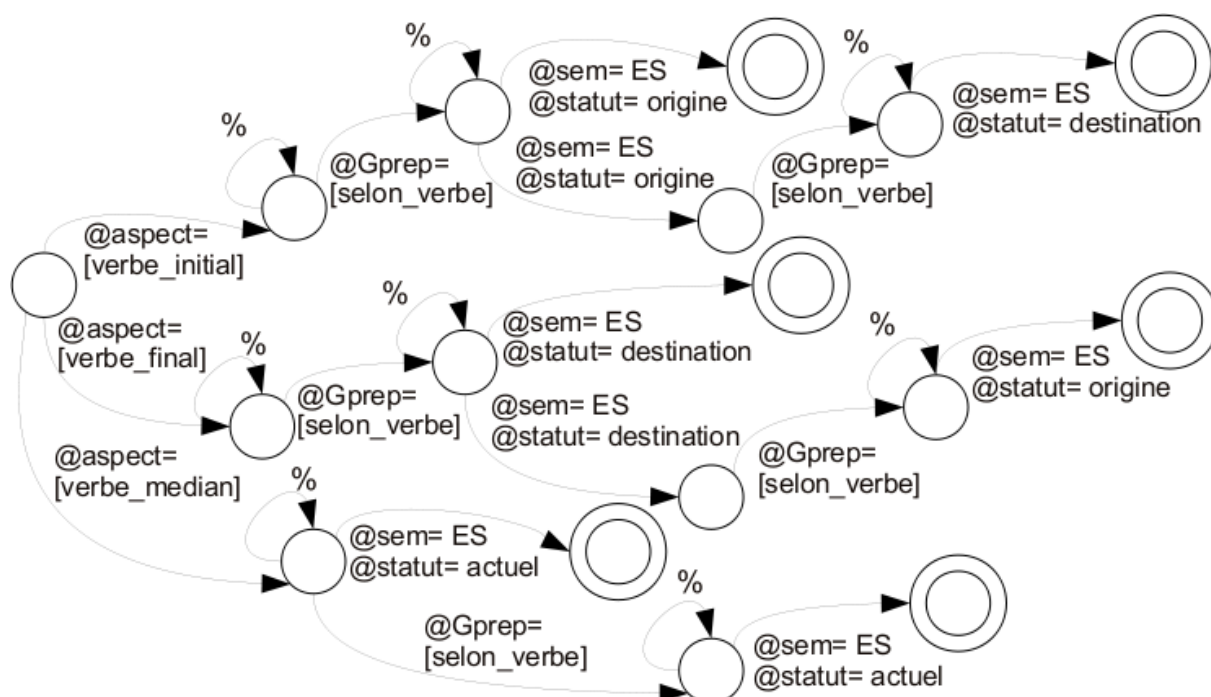 %
@sem= ES
@statut= origine
%
@sem= ES
@statut= destination
%
@Gprep=
[selon_verbe]
@sem= ES
@statut= origine
@Gprep=
[selon_verbe]
@aspect=
[verbe_initial]
%
@sem= ES
@statut= destination
@aspect=
[verbe_final]
%
@Gprep=
[selon_verbe]
@sem= ES
@statut= destination
%
@sem= ES
@statut= origine
@Gprep=
[selon_verbe]
@aspect=
[verbe_median]
%
@sem= ES
@statut= actuel
@Gprep=
[selon_verbe]
%
@sem= ES
@statut= actuel